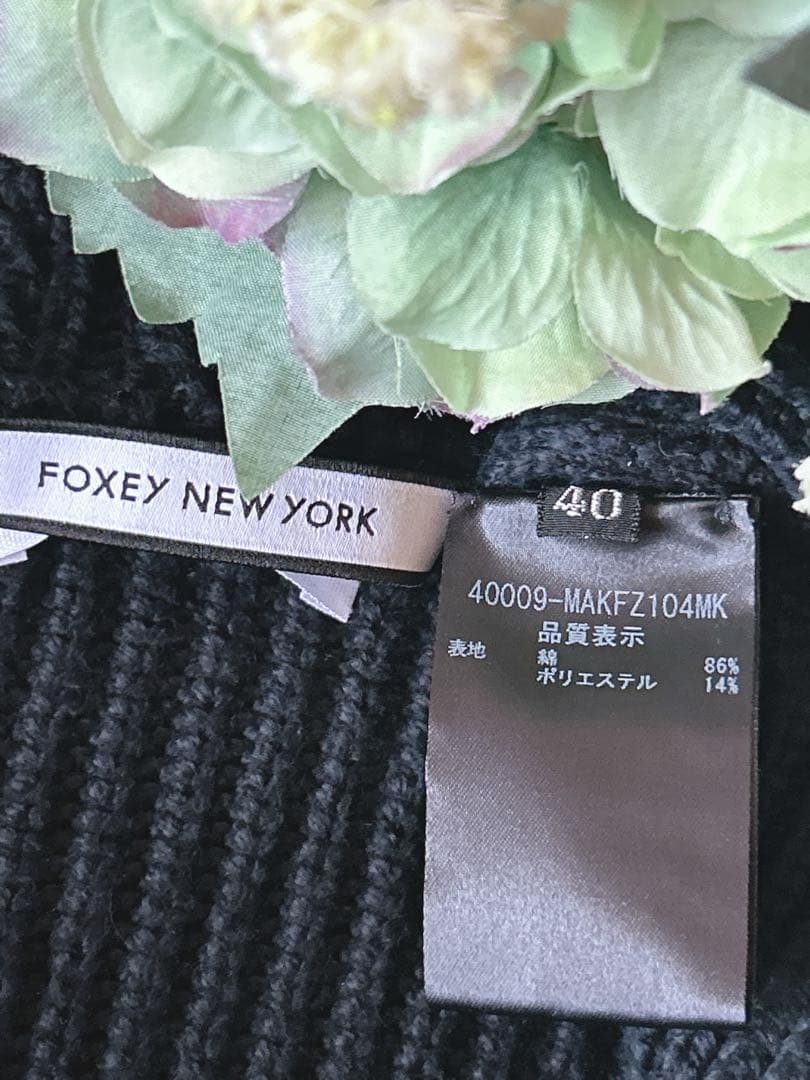 FOXEY NEW YORK
40
40009-MAKFZ104MK
品質表示
表地 綿 86%
ポリエステル 14%